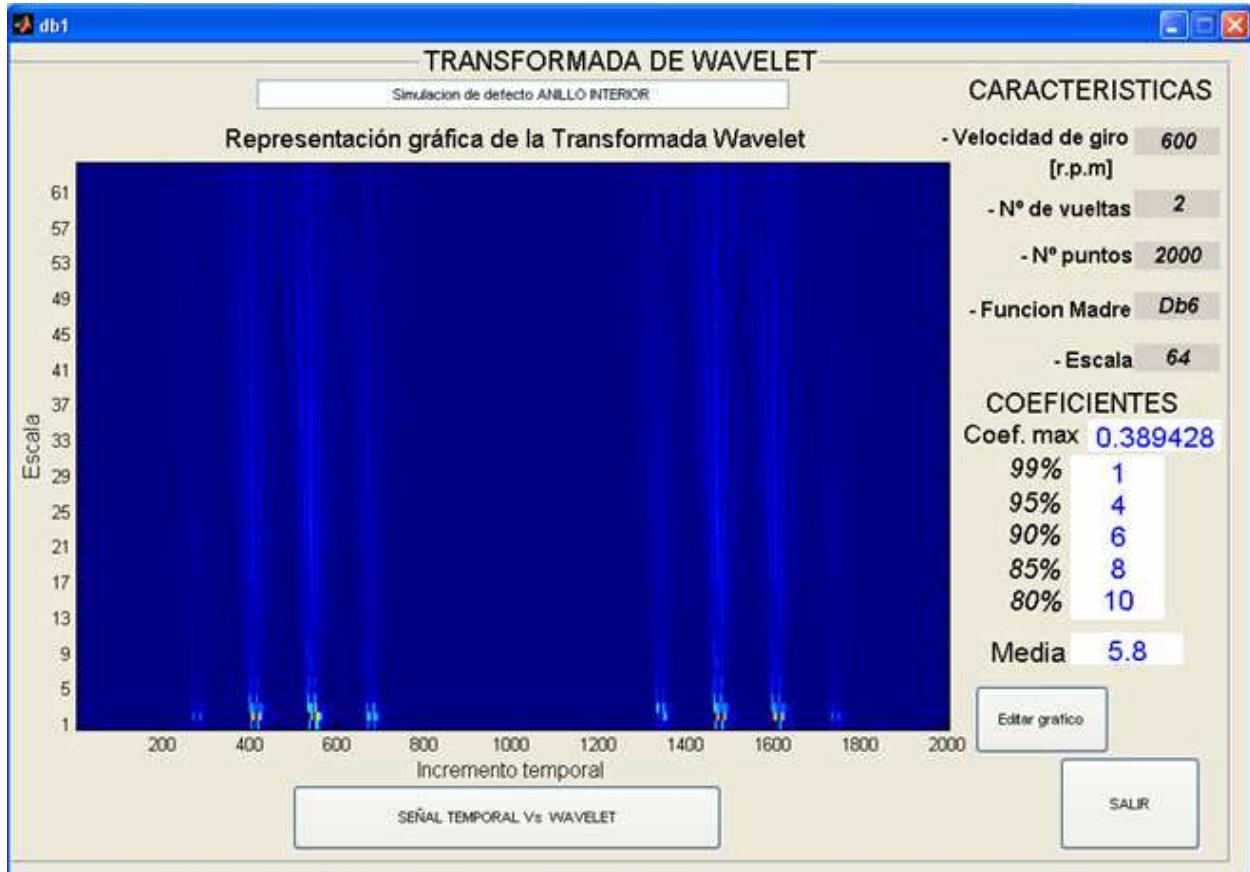 db1
TRANSFORMADA DE WAVELET
Simulacion de defecto ANILLO INTERIOR
Representación gráfica de la Transformada Wavelet
61
57
53
49
45
41
37
33
29
25
21
17
13
9
5
1
Escala
200 400 600 800 1000 1200 1400 1600 1800 2000
Incremento temporal
SEÑAL TEMPORAL Vs WAVELET
CARACTERISTICAS
- Velocidad de giro 600
[r.p.m]
- Nº de vueltas 2
- Nº puntos 2000
- Funcion Madre Db6
- Escala 64
COEFICIENTES
Coef. max 0.389428
99% 1
95% 4
90% 6
85% 8
80% 10
Media 5.8
Editar grafico
SALIR